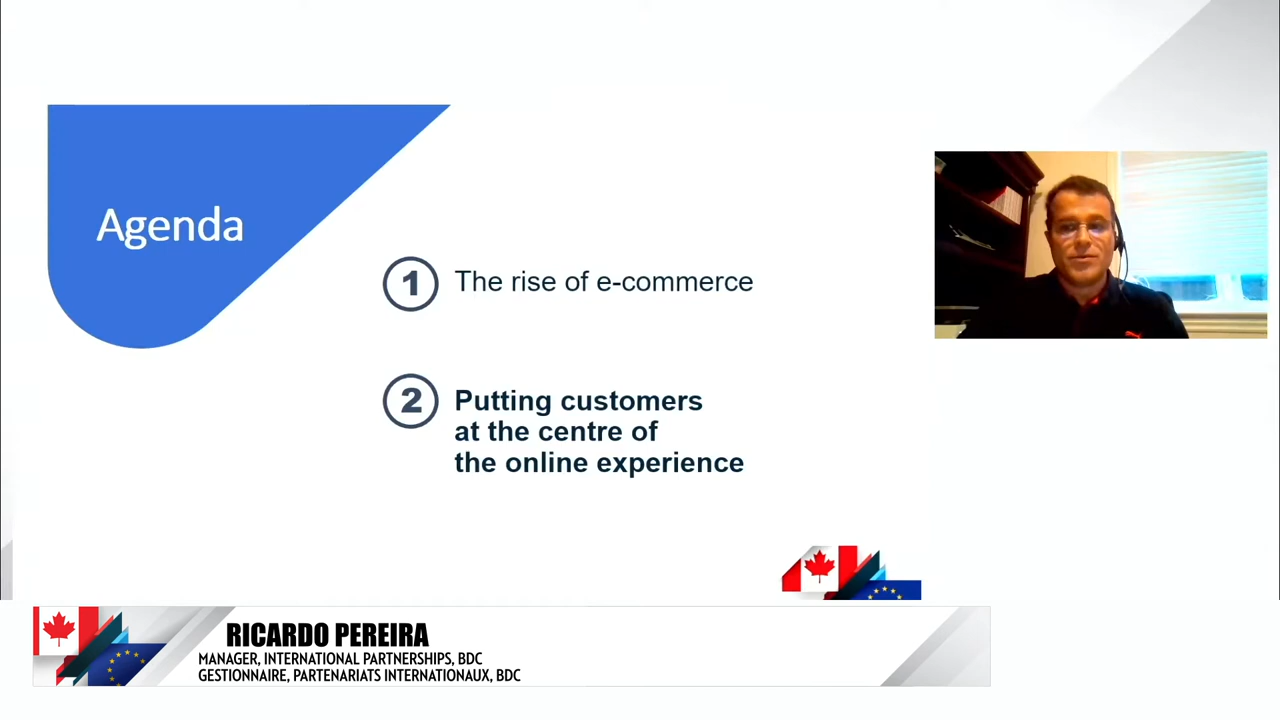 Agenda
1 The rise of e-commerce
2 Putting customers
at the centre of
the online experience
RICARDO PEREIRA
MANAGER, INTERNATIONAL PARTNERSHIPS, BDC
GESTIONNAIRE, PARTENARIATS INTERNATIONAUX, BDC